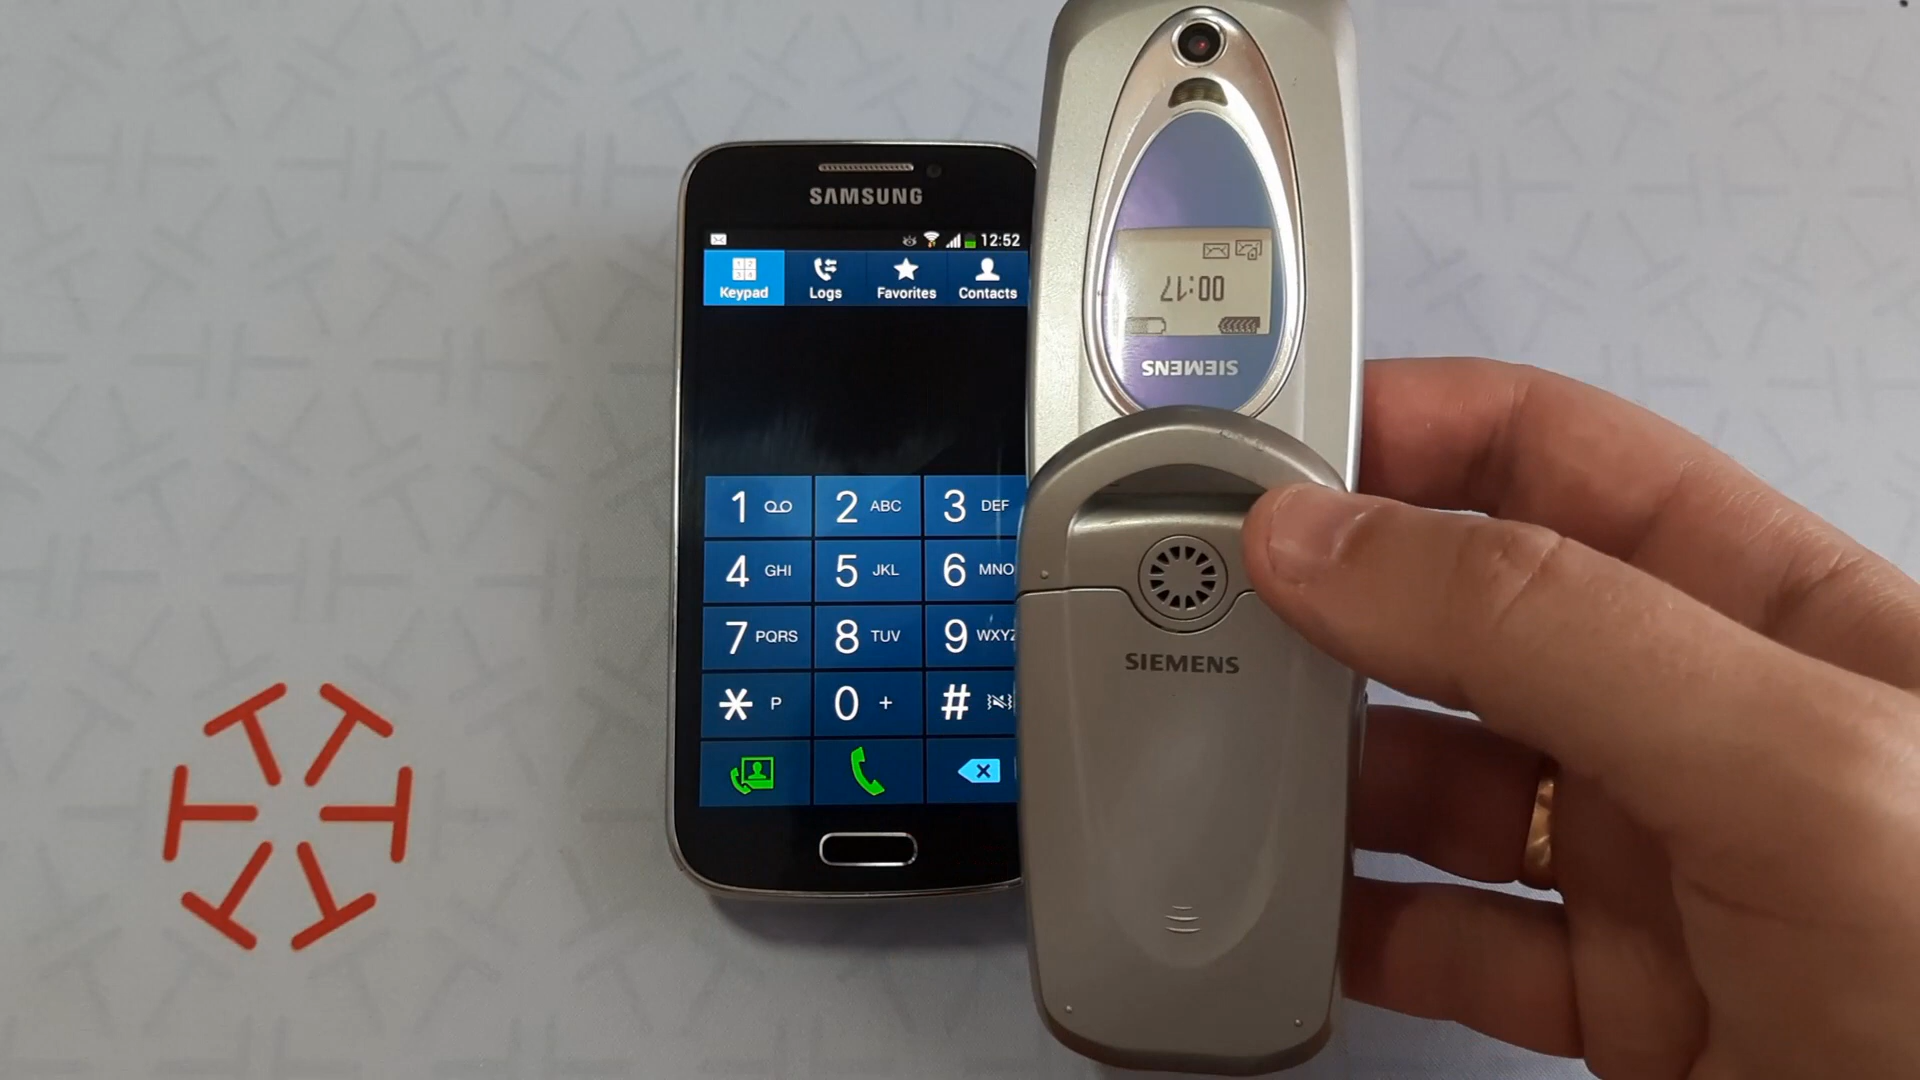 SAMSUNG
12:52
Keypad Logs Favorites Contacts
1 2 ABC 3 DEF
4 GHI 5 JKL 6 MNO
7 PQRS 8 TUV 9 WXYZ
* P 0 + #
00:17
SIEMENS
SIEMENS